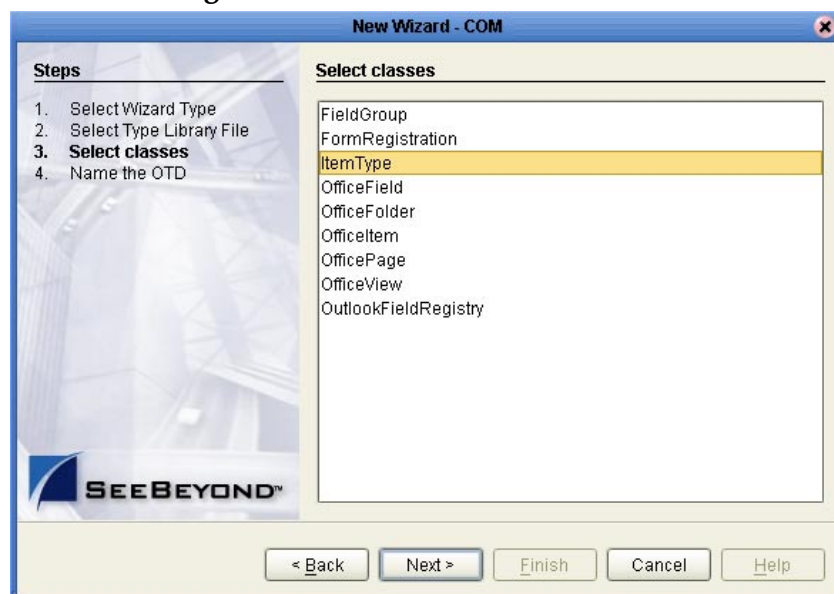 New Wizard - COM
Steps
1. Select Wizard Type
2. Select Type Library File
3. Select classes
4. Name the OTD
SEEBEYOND™
Select classes
FieldGroup
FormRegistration
ItemType
OfficeField
OfficeFolder
OfficeItem
OfficePage
OfficeView
OutlookFieldRegistry
< Back
Next >
Finish
Cancel
Help